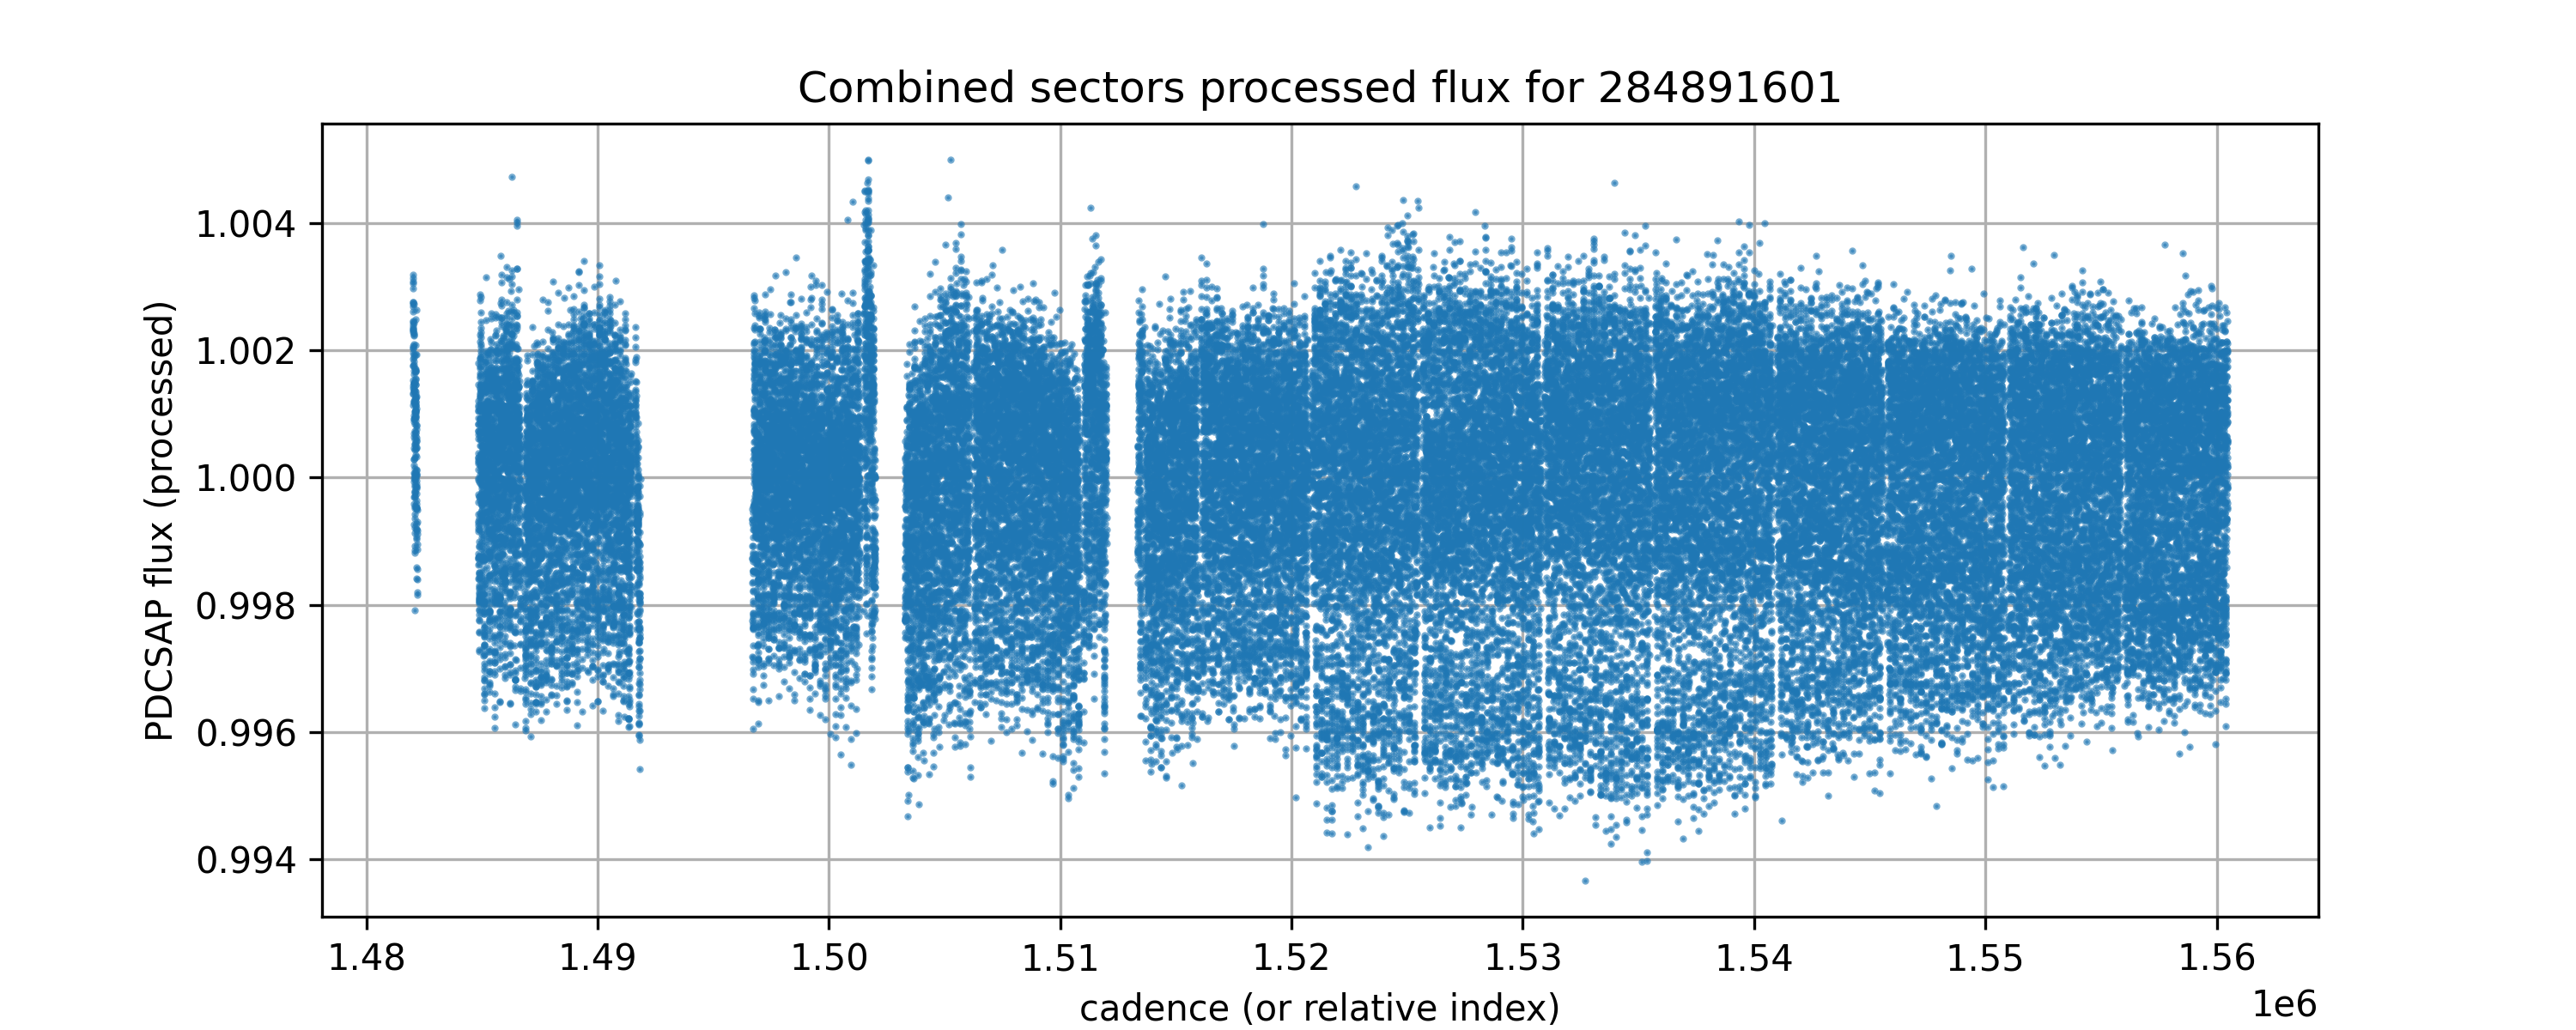 Combined sectors processed flux for 284891601
PDCSAP flux (processed)
1.004
1.002
1.000
0.998
0.996
0.994
1.48 1.49 1.50 1.51 1.52 1.53 1.54 1.55 1.56
1e6
cadence (or relative index)